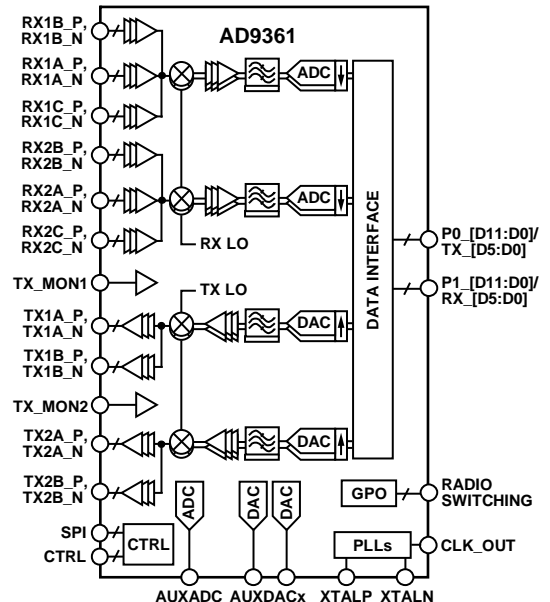 AD9361
RX1B_P,
RX1B_N
RX1A_P,
RX1A_N
RX1C_P,
RX1C_N
RX2B_P,
RX2B_N
RX2A_P,
RX2A_N
RX2C_P,
RX2C_N
TX_MON1
TX1A_P,
TX1A_N
TX1B_P,
TX1B_N
TX_MON2
TX2A_P,
TX2A_N
TX2B_P,
TX2B_N
SPI
CTRL
CTRL
ADC
ADC
RX LO
TX LO
DAC
DAC
DATA INTERFACE
P0_[D11:D0]/
TX_[D5:D0]
P1_[D11:D0]/
RX_[D5:D0]
GPO
RADIO
SWITCHING
ADC
DAC
DAC
PLLs
CLK_OUT
AUXADC
AUXDACx
XTALP
XTALN